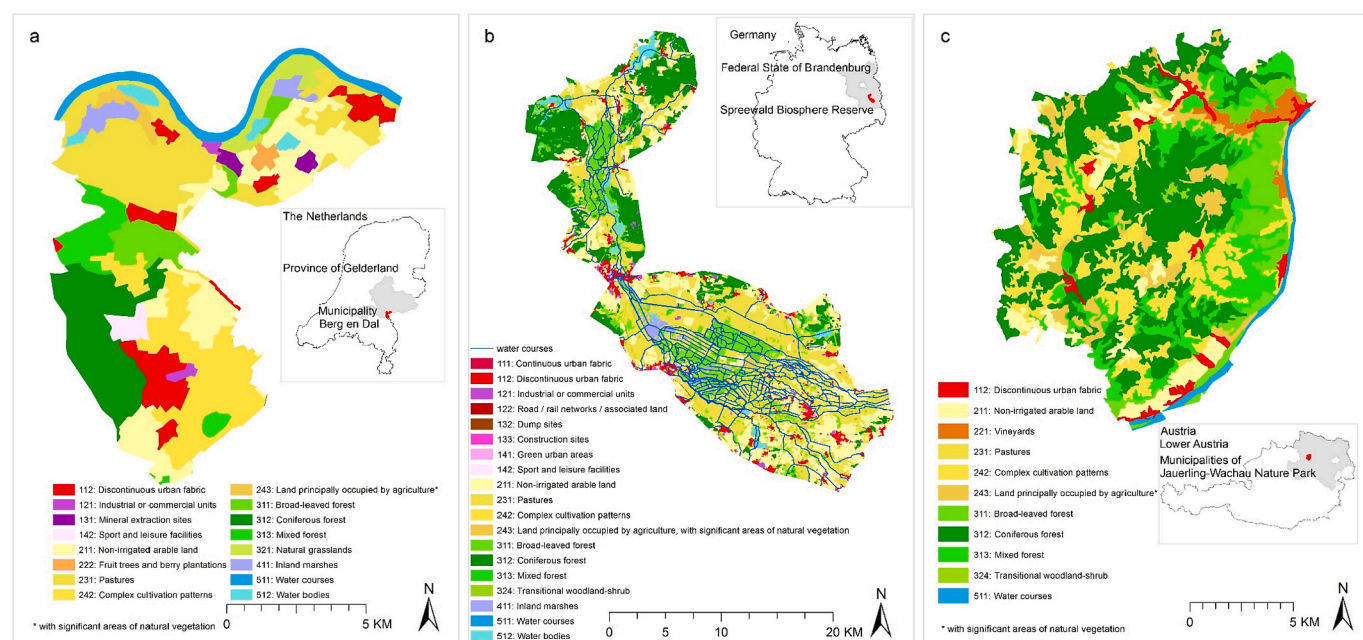 a
The Netherlands
Province of Gelderland
Municipality
Berg en Dal
112: Discontinuous urban fabric
121: Industrial or commercial units
131: Mineral extraction sites
142: Sport and leisure facilities
211: Non-irrigated arable land
222: Fruit trees and berry plantations
231: Pastures
242: Complex cultivation patterns
243: Land principally occupied by agriculture*
311: Broad-leaved forest
312: Coniferous forest
313: Mixed forest
321: Natural grasslands
411: Inland marshes
511: Water courses
512: Water bodies
* with significant areas of natural vegetation
0
5 KM
N
b
Germany
Federal State of Brandenburg
Spreewald Biosphere Reserve
water courses
111: Continuous urban fabric
112: Discontinuous urban fabric
121: Industrial or commercial units
122: Road / rail networks / associated land
132: Dump sites
133: Construction sites
141: Green urban areas
142: Sport and leisure facilities
211: Non-irrigated arable land
231: Pastures
242: Complex cultivation patterns
243: Land principally occupied by agriculture, with significant areas of natural vegetation
311: Broad-leaved forest
312: Coniferous forest
313: Mixed forest
324: Transitional woodland-shrub
411: Inland marshes
511: Water courses
512: Water bodies
0 10 20 KM
N
c
112: Discontinuous urban fabric
211: Non-irrigated arable land
221: Vineyards
231: Pastures
242: Complex cultivation patterns
243: Land principally occupied by agriculture*
311: Broad-leaved forest
312: Coniferous forest
313: Mixed forest
324: Transitional woodland-shrub
511: Water courses
Austria
Lower Austria
Municipalities of
Jauerling-Wachau Nature Park
* with significant areas of natural vegetation
0 5 KM
N